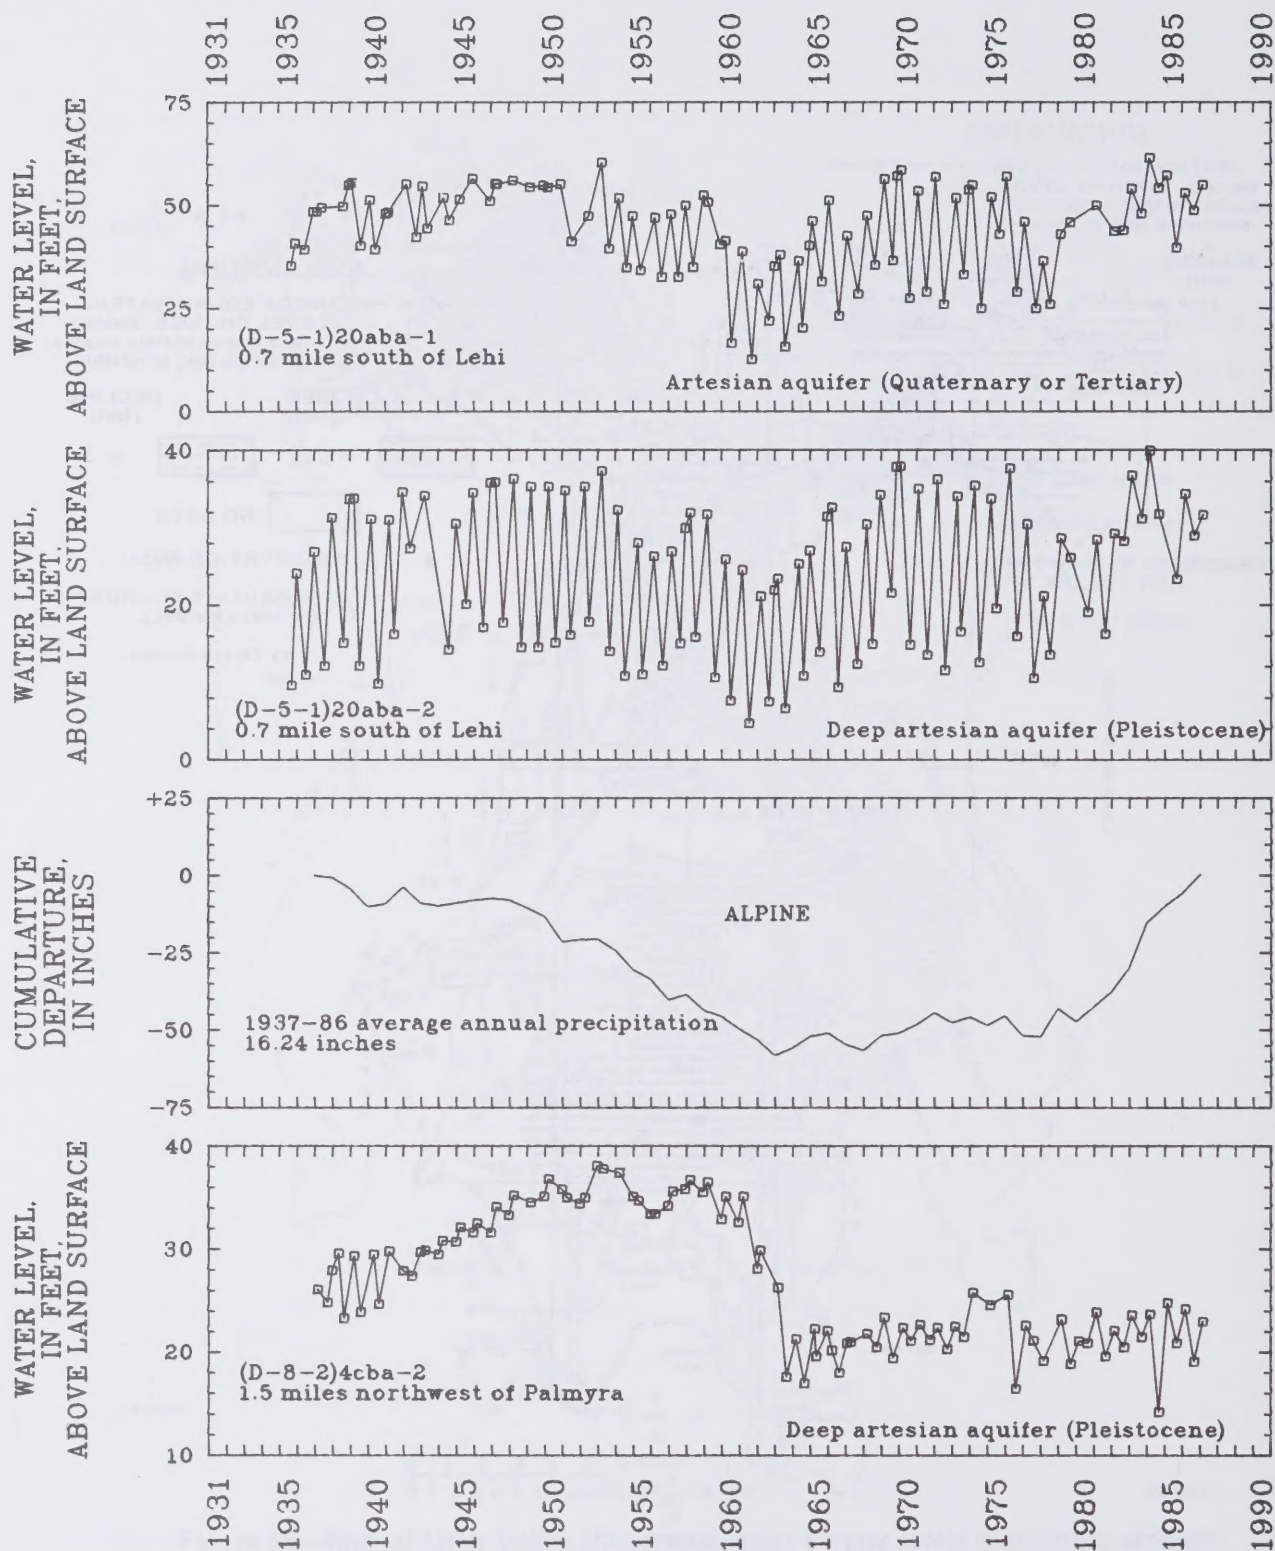 1931 1935 1940 1945 1950 1955 1960 1965 1970 1975 1980 1985 1990
WATER LEVEL,
IN FEET,
ABOVE LAND SURFACE
75
50
25
0
(D-5-1)20aba-1
0.7 mile south of Lehi
Artesian aquifer (Quaternary or Tertiary)
WATER LEVEL,
IN FEET,
ABOVE LAND SURFACE
40
20
0
(D-5-1)20aba-2
0.7 mile south of Lehi
Deep artesian aquifer (Pleistocene)
CUMULATIVE
DEPARTURE,
IN INCHES
+25
0
-25
-50
-75
ALPINE
1937-86 average annual precipitation
16.24 inches
WATER LEVEL,
IN FEET,
ABOVE LAND SURFACE
40
30
20
10
(D-8-2)4cba-2
1.5 miles northwest of Palmyra
Deep artesian aquifer (Pleistocene)
1931 1935 1940 1945 1950 1955 1960 1965 1970 1975 1980 1985 1990